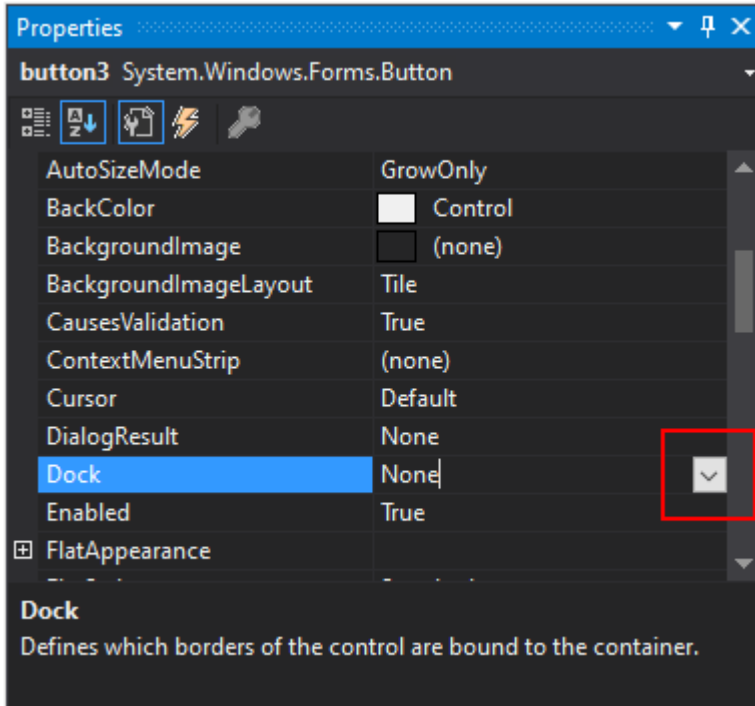 Properties
button3 System.Windows.Forms.Button
AutoSizeMode GrowOnly
BackColor Control
BackgroundImage (none)
BackgroundImageLayout Tile
CausesValidation True
ContextMenuStrip (none)
Cursor Default
DialogResult None
Dock None
Enabled True
FlatAppearance
Dock
Defines which borders of the control are bound to the container.